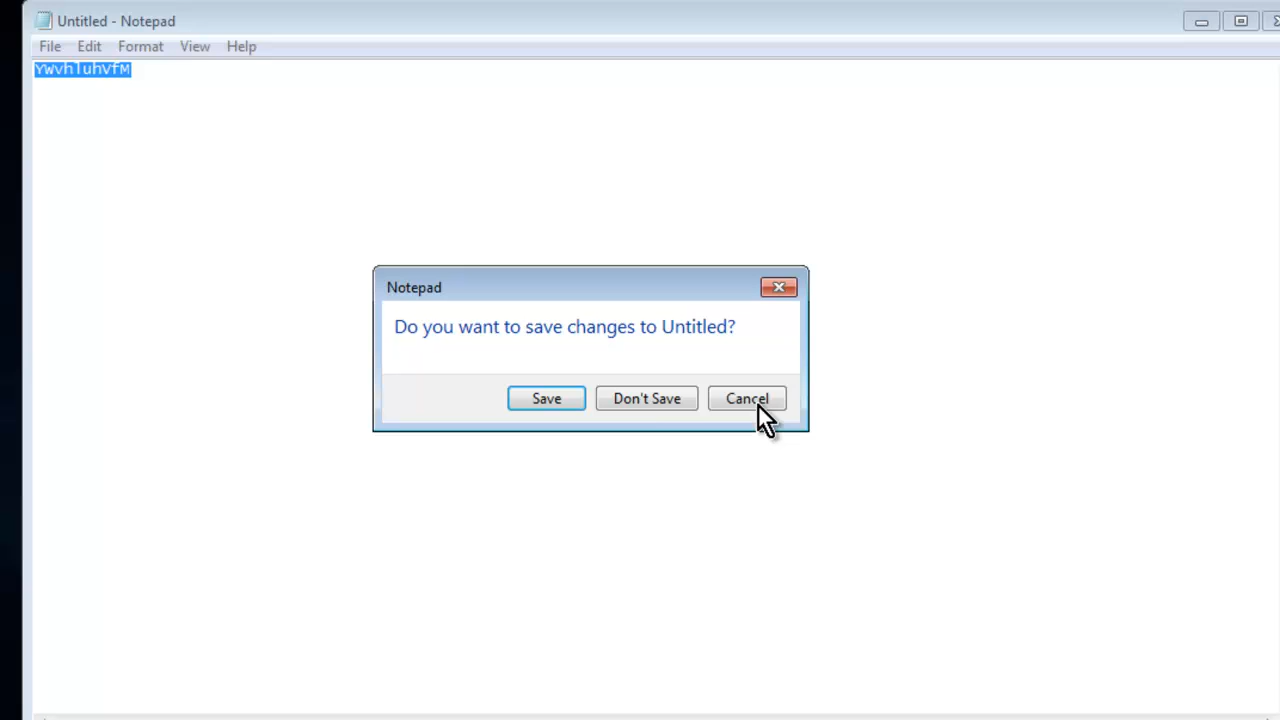 Untitled - Notepad
File Edit Format View Help
YWvhluhVfM
Notepad
Do you want to save changes to Untitled?
Save Don't Save Cancel